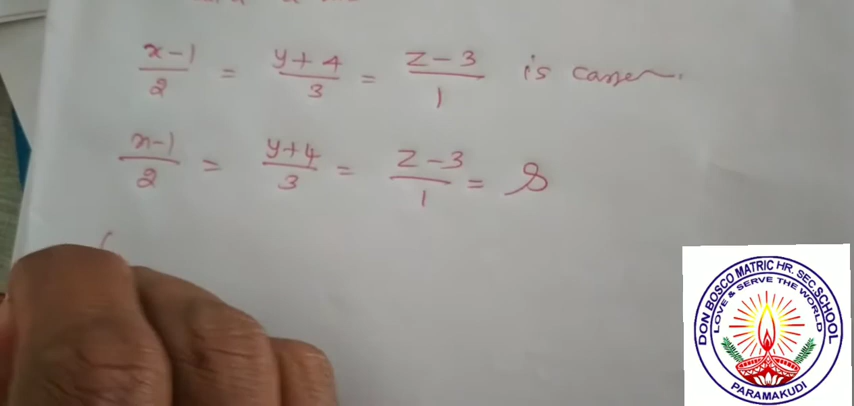 x-1/2 = y+4/3 = z-3/1 is
x-1/2 = y+4/3 = z-3/1 = s
DON BOSCO MATRIC HR. SEC. SCHOOL
LOVE & SERVE THE WORLD
PARAMAKUDI